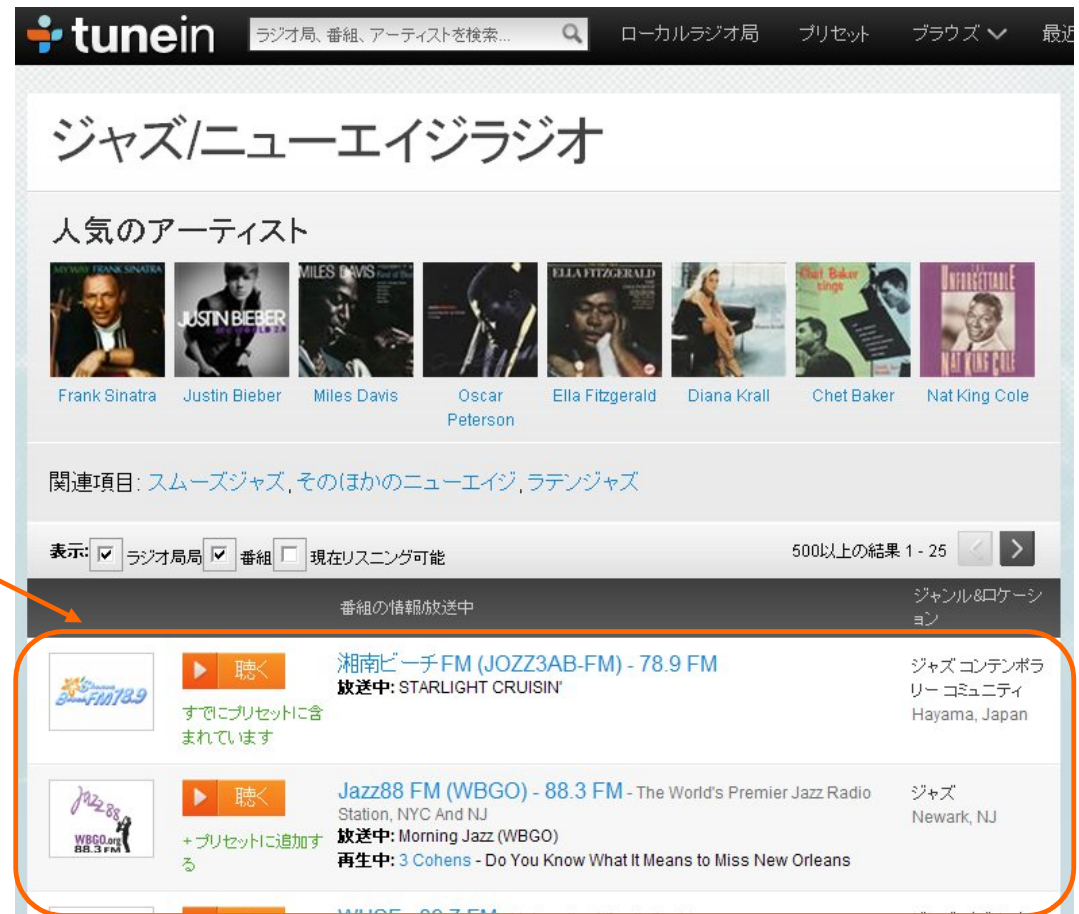 tunein
ラジオ局、番組、アーティストを検索...
ローカルラジオ局 プリセット ブラウズ 最近
ジャズ/ニューエイジラジオ
人気のアーティスト
MY WAY FRANK SINATRA
JUSTIN BIEBER
MILES DAVIS
ELLA FITZGERALD
Chet Baker
sings
UNFORGETTABLE
NAT KING COLE
Frank Sinatra
Justin Bieber
Miles Davis
Oscar
Peterson
Ella Fitzgerald
Diana Krall
Chet Baker
Nat King Cole
関連項目: スムーズジャズ, そのほかのニューエイジ, ラテンジャズ
表示: ラジオ局局 番組 現在リスニング可能
500以上の結果 1 - 25
番組の情報/放送中
ジャンル&ロケーシ
ョン
FM78.9
聴く
すでにプリセットに含
まれています
湘南ビーチFM (JOZZ3AB-FM) - 78.9 FM
放送中: STARLIGHT CRUISIN'
ジャズ コンテンポラ
リー コミュニティ
Hayama, Japan
jazz88
WBGO.org
88.3 FM
聴く
+プリセットに追加す
る
Jazz88 FM (WBGO) - 88.3 FM - The World's Premier Jazz Radio
Station, NYC And NJ
放送中: Morning Jazz (WBGO)
再生中: 3 Cohens - Do You Know What It Means to Miss New Orleans
ジャズ
Newark, NJ